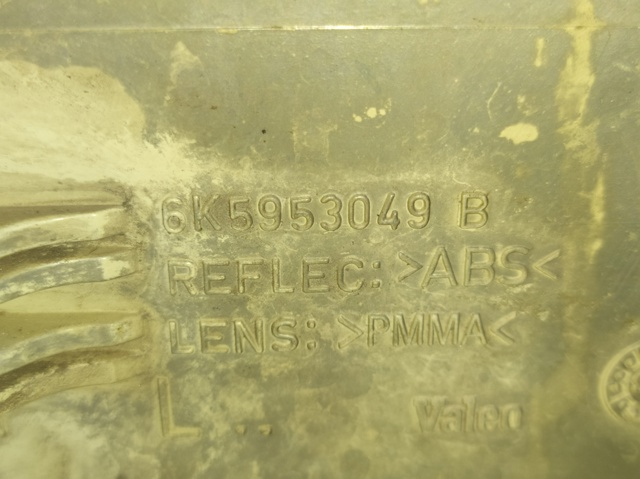 6K5953049 B
REFLEC: >ABS<
LENS: >PMMA<
L ..
Valeo